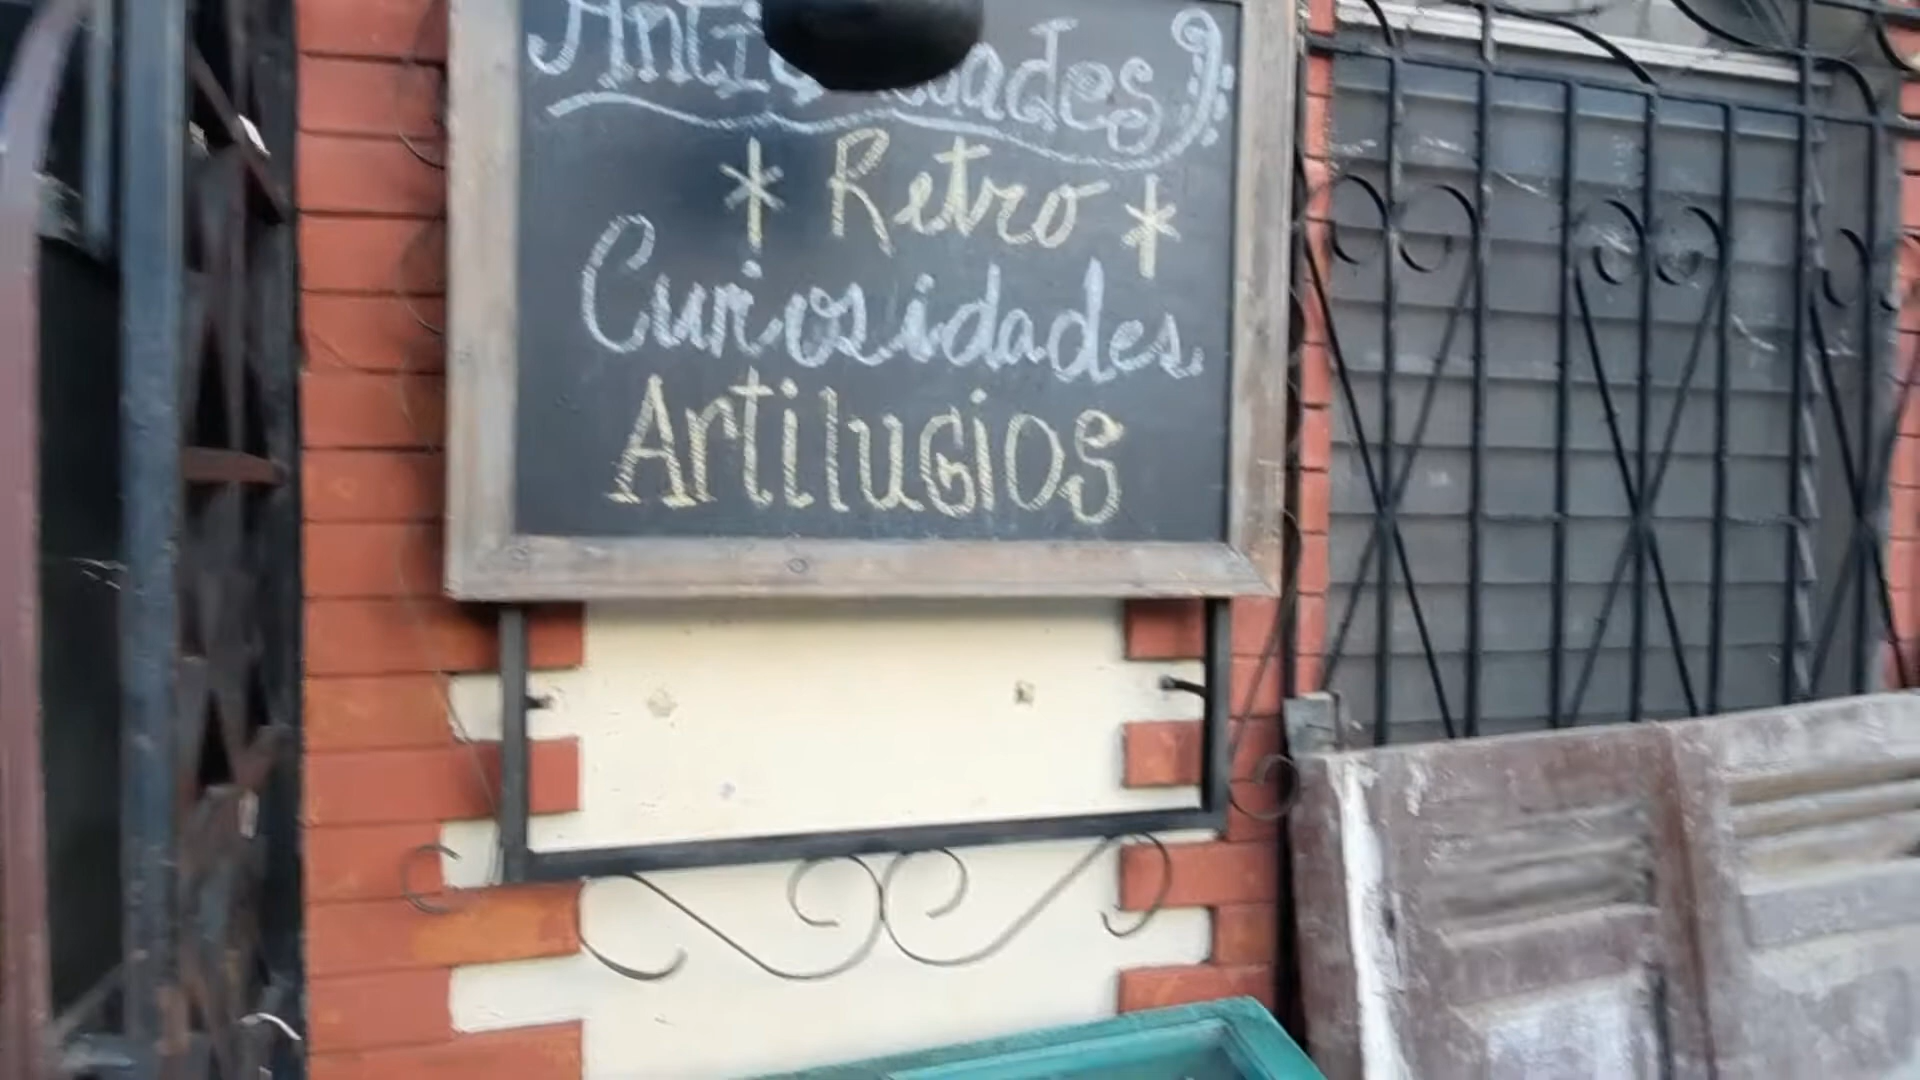 * Retro *
Curiosidades
Artilugios